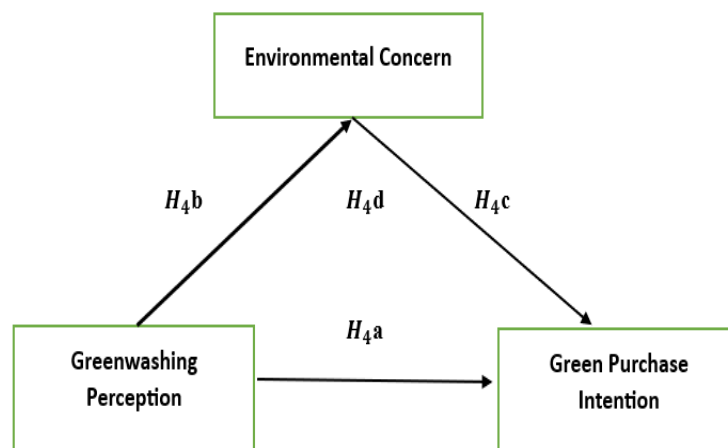 Environmental Concern
H₄b
H₄d
H₄c
H₄a
Greenwashing
Perception
Green Purchase
Intention